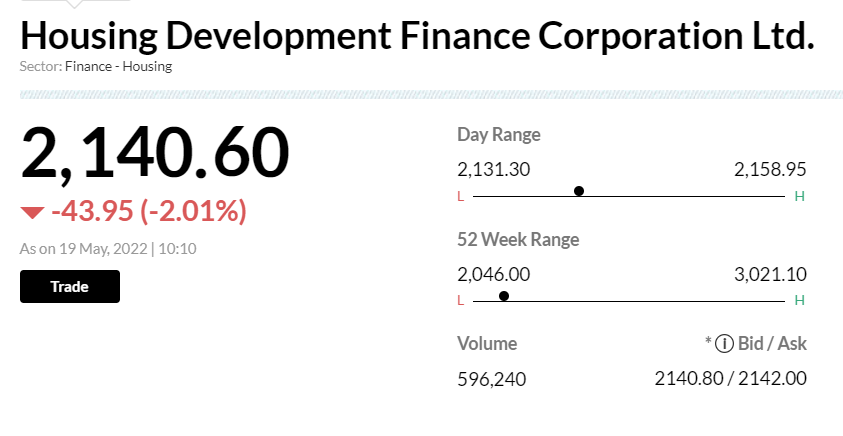 Housing Development Finance Corporation Ltd.
Sector: Finance - Housing
2,140.60
-43.95 (-2.01%)
As on 19 May, 2022 | 10:10
Trade
Day Range
2,131.30 2,158.95
L H
52 Week Range
2,046.00 3,021.10
L H
Volume * i Bid / Ask
596,240 2140.80 / 2142.00